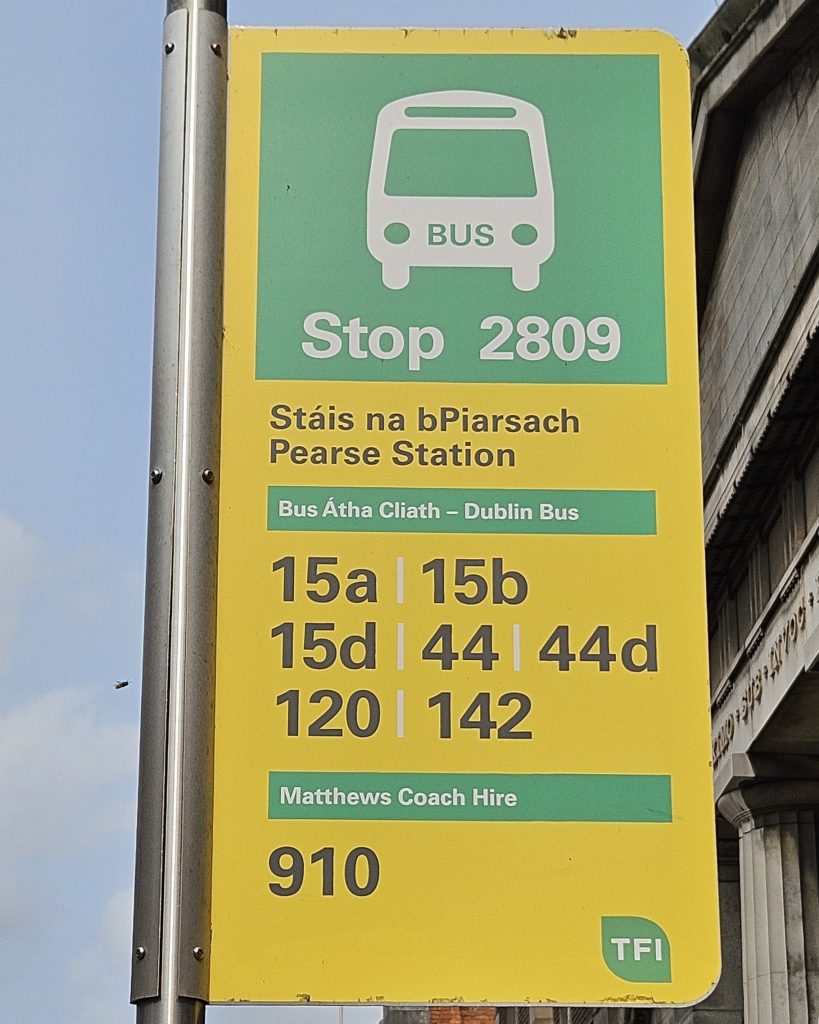 BUS
Stop 2809
Stáis na bPiarsach
Pearse Station
Bus Átha Cliath – Dublin Bus
15a | 15b
15d | 44 | 44d
120 | 142
Matthews Coach Hire
910
TFI